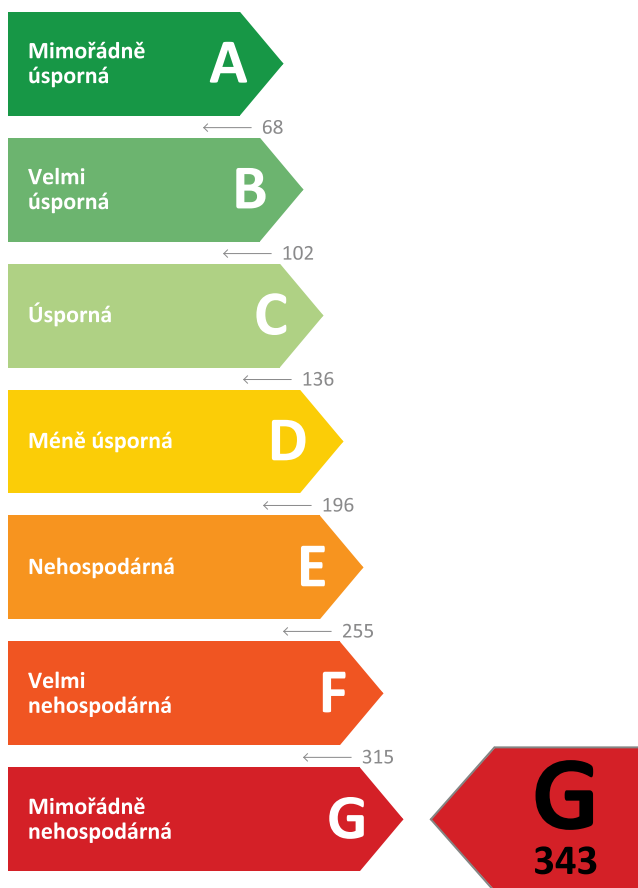 Mimořádně
úsporná
A
68
Velmi
úsporná
B
102
Úsporná
C
136
Méně úsporná
D
196
Nehospodárná
E
255
Velmi
nehospodárná
F
315
Mimořádně
nehospodárná
G
G
343